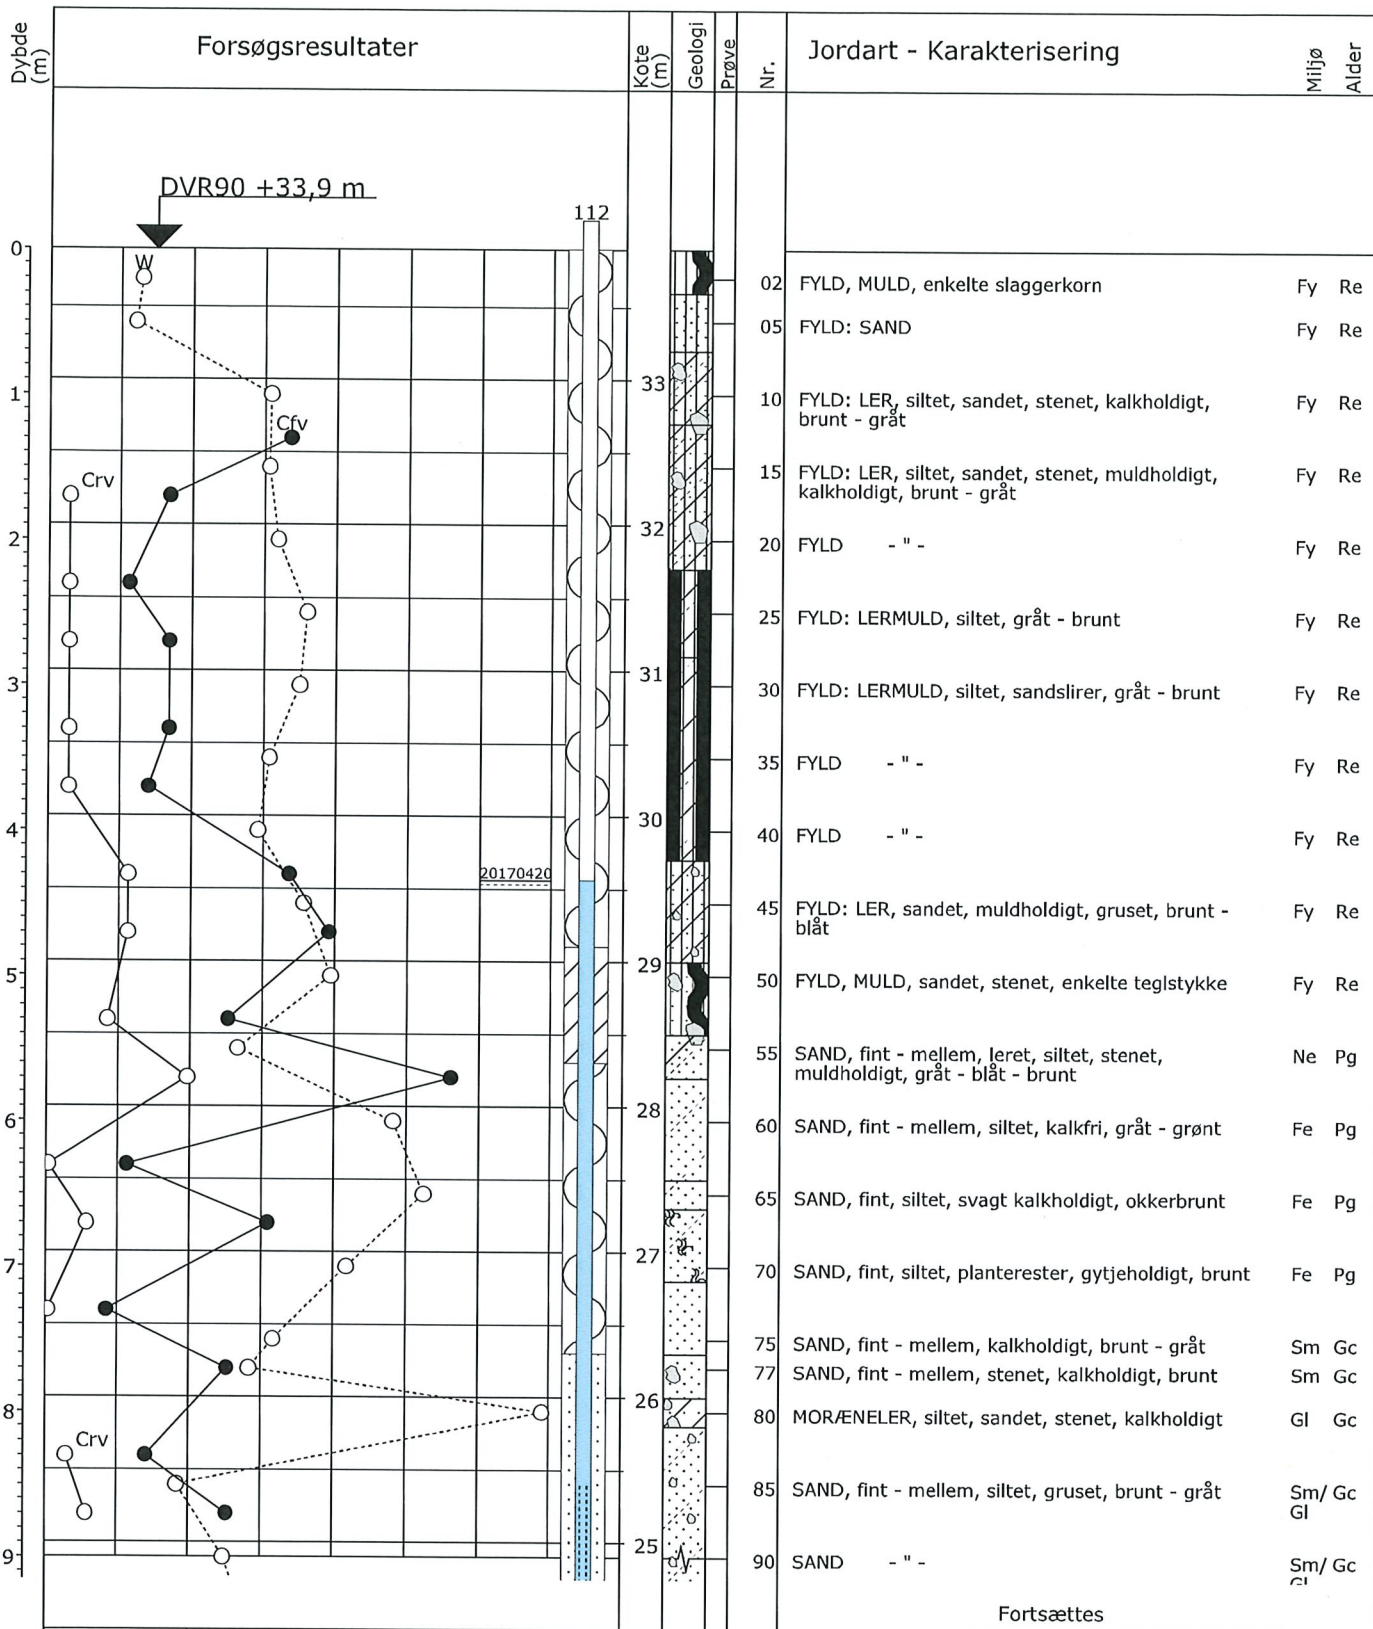 Dybde (m)
Forsøgsresultater
Kote (m)
Geologi
Prøve
Nr.
Jordart - Karakterisering
Miljø
Alder
DVR90 +33,9 m
112
0
W
02 FYLD, MULD, enkelte slaggerkorn Fy Re
05 FYLD: SAND Fy Re
33
1
10 FYLD: LER, siltet, sandet, stenet, kalkholdigt, Fy Re
brunt - gråt
Cfv
Crv
15 FYLD: LER, siltet, sandet, stenet, muldholdigt, Fy Re
kalkholdigt, brunt - gråt
32
2
20 FYLD - " - Fy Re
25 FYLD: LERMULD, siltet, gråt - brunt Fy Re
31
3
30 FYLD: LERMULD, siltet, sandslirer, gråt - brunt Fy Re
35 FYLD - " - Fy Re
30
4
40 FYLD - " - Fy Re
20170420
45 FYLD: LER, sandet, muldholdigt, gruset, brunt - Fy Re
blåt
29
5
50 FYLD, MULD, sandet, stenet, enkelte teglstykke Fy Re
55 SAND, fint - mellem, leret, siltet, stenet, Ne Pg
muldholdigt, gråt - blåt - brunt
28
6
60 SAND, fint - mellem, siltet, kalkfri, gråt - grønt Fe Pg
65 SAND, fint, siltet, svagt kalkholdigt, okkerbrunt Fe Pg
27
7
70 SAND, fint, siltet, planterester, gytjeholdigt, brunt Fe Pg
75 SAND, fint - mellem, kalkholdigt, brunt - gråt Sm Gc
77 SAND, fint - mellem, stenet, kalkholdigt, brunt Sm Gc
26
8
80 MORÆNELER, siltet, sandet, stenet, kalkholdigt Gl Gc
Crv
85 SAND, fint - mellem, siltet, gruset, brunt - gråt Sm/ Gc
Gl
25
9
90 SAND - " - Sm/ Gc
Gl
Fortsættes